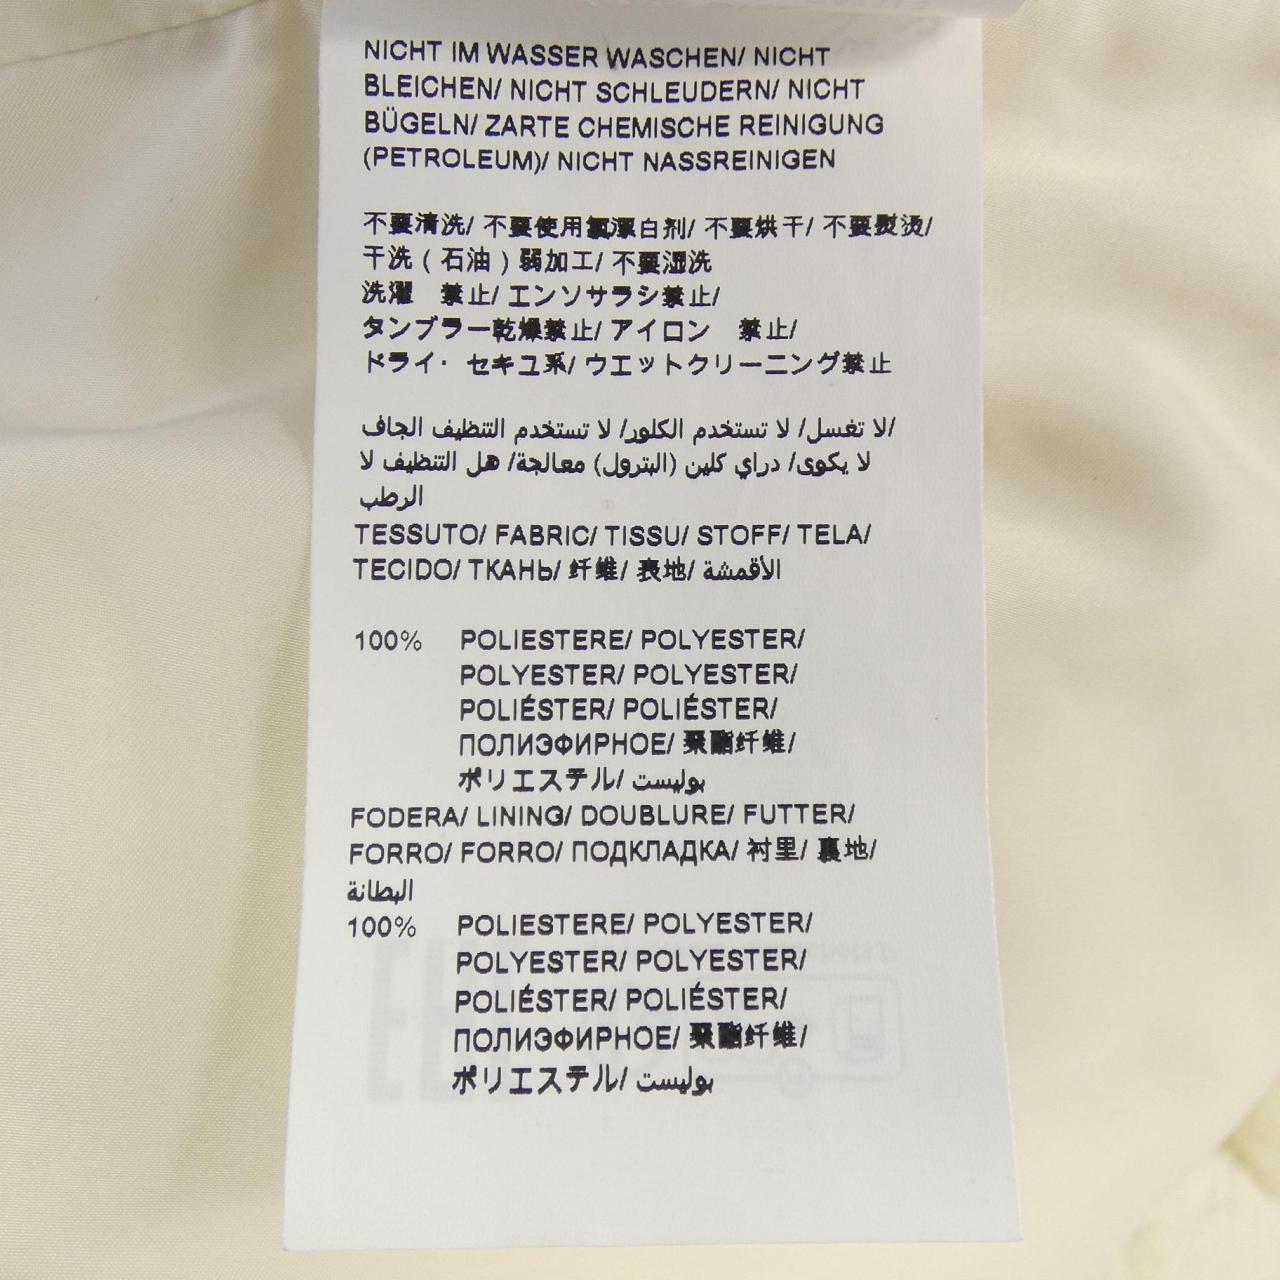 NICHT IM WASSER WASCHEN/ NICHT
BLEICHEN/ NICHT SCHLEUDERN/ NICHT
BÜGELN/ ZARTE CHEMISCHE REINIGUNG
(PETROLEUM)/ NICHT NASSREINIGEN
不要清洗/ 不要使用氯漂白剂/ 不要烘干/ 不要熨烫/
干洗 ( 石油 ) 弱加工/ 不要湿洗
洗濯　禁止/ エンソサラシ禁止/
タンブラー乾燥禁止/ アイロン　禁止/
ドライ・セキユ系/ ウエットクリーニング禁止
لا تغسل/ لا تستخدم الكلور/ لا تستخدم التنظيف الجاف/
لا يكوى/ دراي كلين (البترول) معالجة/ هل التنظيف لا
الرطب
TESSUTO/ FABRIC/ TISSU/ STOFF/ TELA/
TECIDO/ ТКАНЬ/ 纤维/ 表地/ الأقمشة
100% POLIESTERE/ POLYESTER/
POLYESTER/ POLYESTER/
POLIÉSTER/ POLIÉSTER/
ПОЛИЭФИРНОЕ/ 聚酯纤维/
ポリエステル/ بوليست
FODERA/ LINING/ DOUBLURE/ FUTTER/
FORRO/ FORRO/ ПОДКЛАДКА/ 衬里/ 裏地/
البطانة
100% POLIESTERE/ POLYESTER/
POLYESTER/ POLYESTER/
POLIÉSTER/ POLIÉSTER/
ПОЛИЭФИРНОЕ/ 聚酯纤维/
ポリエステル/ بوليست